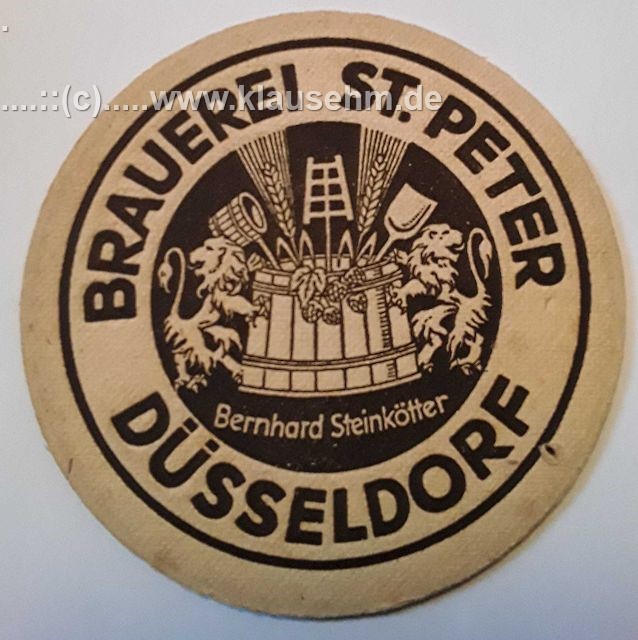 .....::(c).....www.klausehm.de
BRAUEREI ST. PETER
Bernhard Steinkötter
DÜSSELDORF